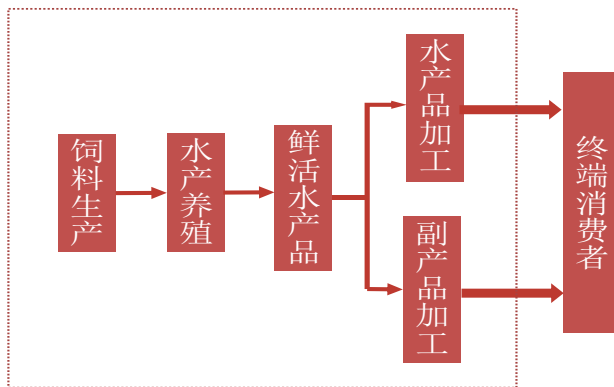 饲料生产
水产养殖
鲜活水产品
水产品加工
副产品加工
终端消费者